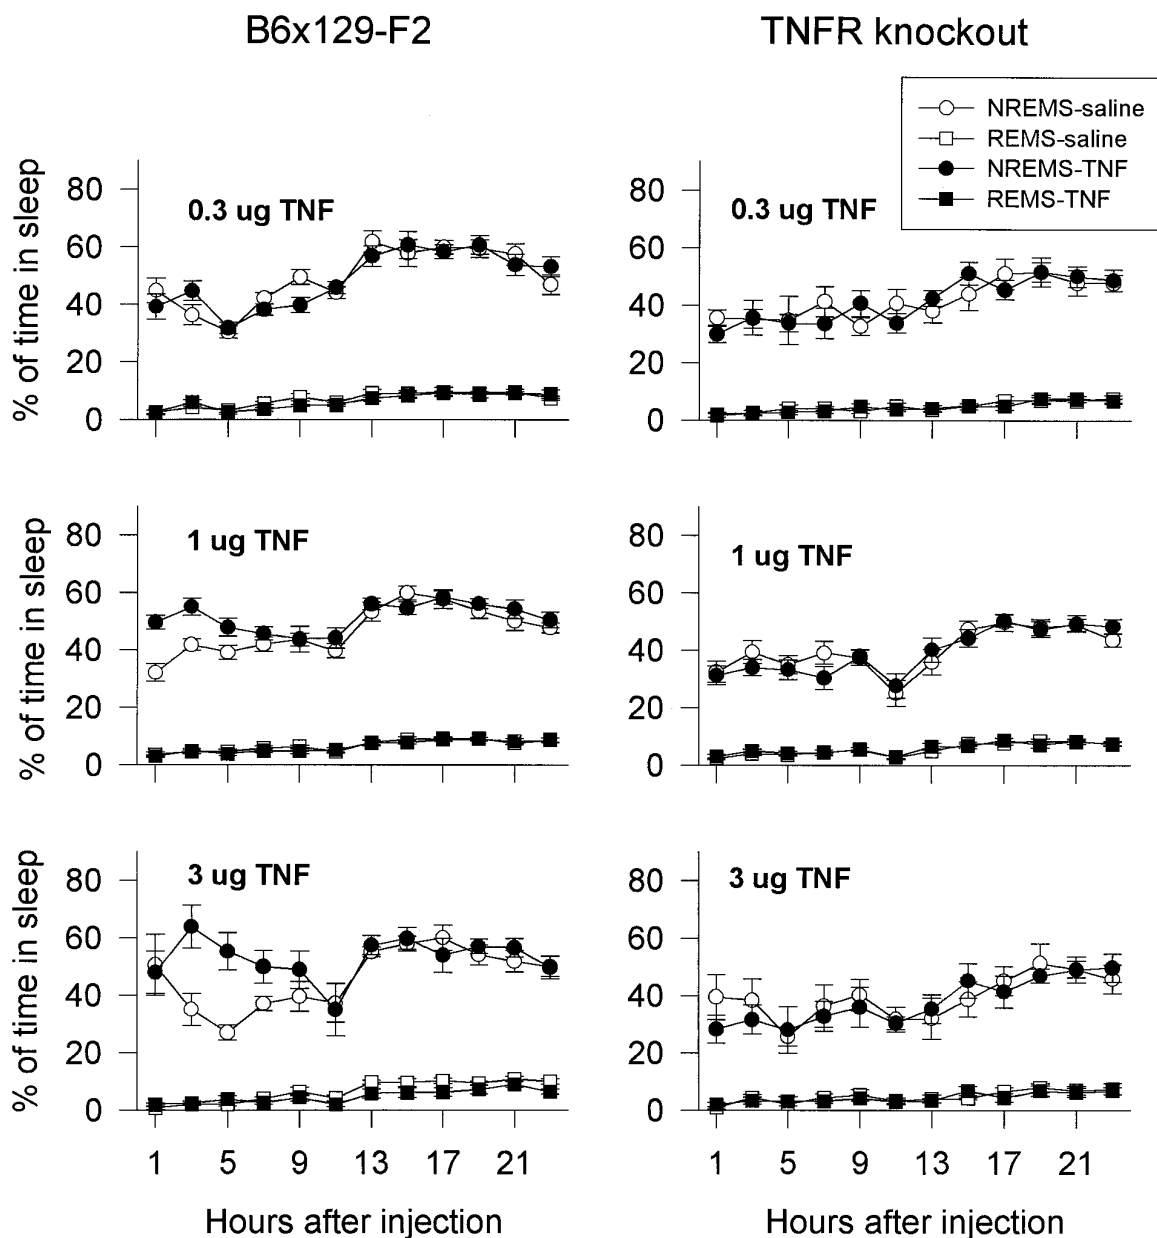 B6x129-F2
TNFR knockout
NREMS-saline
REMS-saline
NREMS-TNF
REMS-TNF
% of time in sleep
80
60
40
20
0
0.3 ug TNF
80
60
40
20
0
0.3 ug TNF
% of time in sleep
80
60
40
20
0
1 ug TNF
80
60
40
20
0
1 ug TNF
% of time in sleep
80
60
40
20
0
3 ug TNF
1 5 9 13 17 21
Hours after injection
80
60
40
20
0
3 ug TNF
1 5 9 13 17 21
Hours after injection